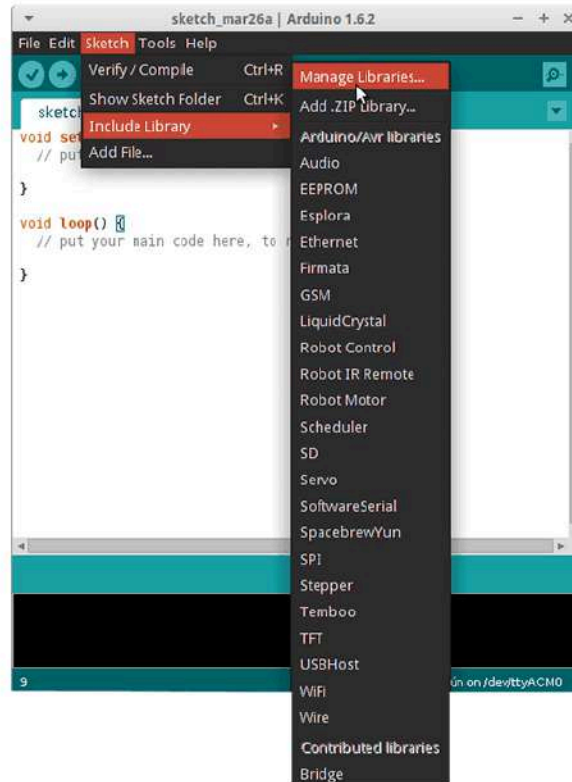 sketch_mar26a | Arduino 1.6.2
File Edit Sketch Tools Help
Verify / Compile Ctrl+R
Show Sketch Folder Ctrl+K
Include Library
Add File...
Manage Libraries...
Add .ZIP Library...
Arduino/Avr libraries
Audio
EEPROM
Esplora
Ethernet
Firmata
GSM
LiquidCrystal
Robot Control
Robot IR Remote
Robot Motor
Scheduler
SD
Servo
SoftwareSerial
SpacebrewYun
SPI
Stepper
Temboo
TFT
USBHost
WiFi
Wire
Contributed libraries
Bridge
sketc
void set
// put
}
void loop() {
// put your main code here, to
}
9
ún on /dev/ttyACM0